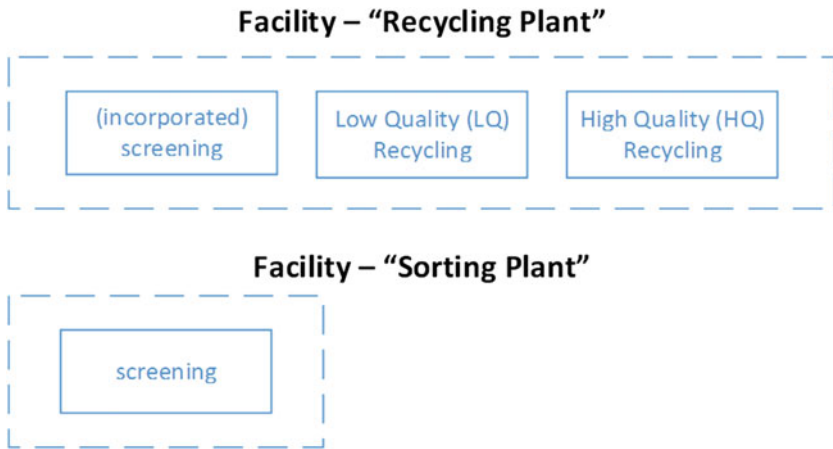 Facility – “Recycling Plant”
(incorporated)
screening
Low Quality (LQ)
Recycling
High Quality (HQ)
Recycling
Facility – “Sorting Plant”
screening